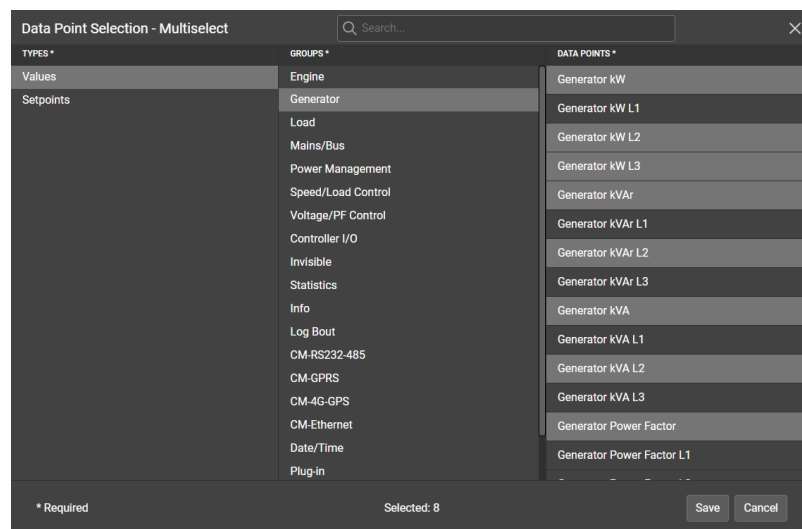 Data Point Selection - Multiselect
Search...
TYPES *
Values
Setpoints
GROUPS *
Engine
Generator
Load
Mains/Bus
Power Management
Speed/Load Control
Voltage/PF Control
Controller I/O
Invisible
Statistics
Info
Log Bout
CM-RS232-485
CM-GPRS
CM-4G-GPS
CM-Ethernet
Date/Time
Plug-in
DATA POINTS *
Generator kW
Generator kW L1
Generator kW L2
Generator kW L3
Generator kVAr
Generator kVAr L1
Generator kVAr L2
Generator kVAr L3
Generator kVA
Generator kVA L1
Generator kVA L2
Generator kVA L3
Generator Power Factor
Generator Power Factor L1
* Required
Selected: 8
Save
Cancel